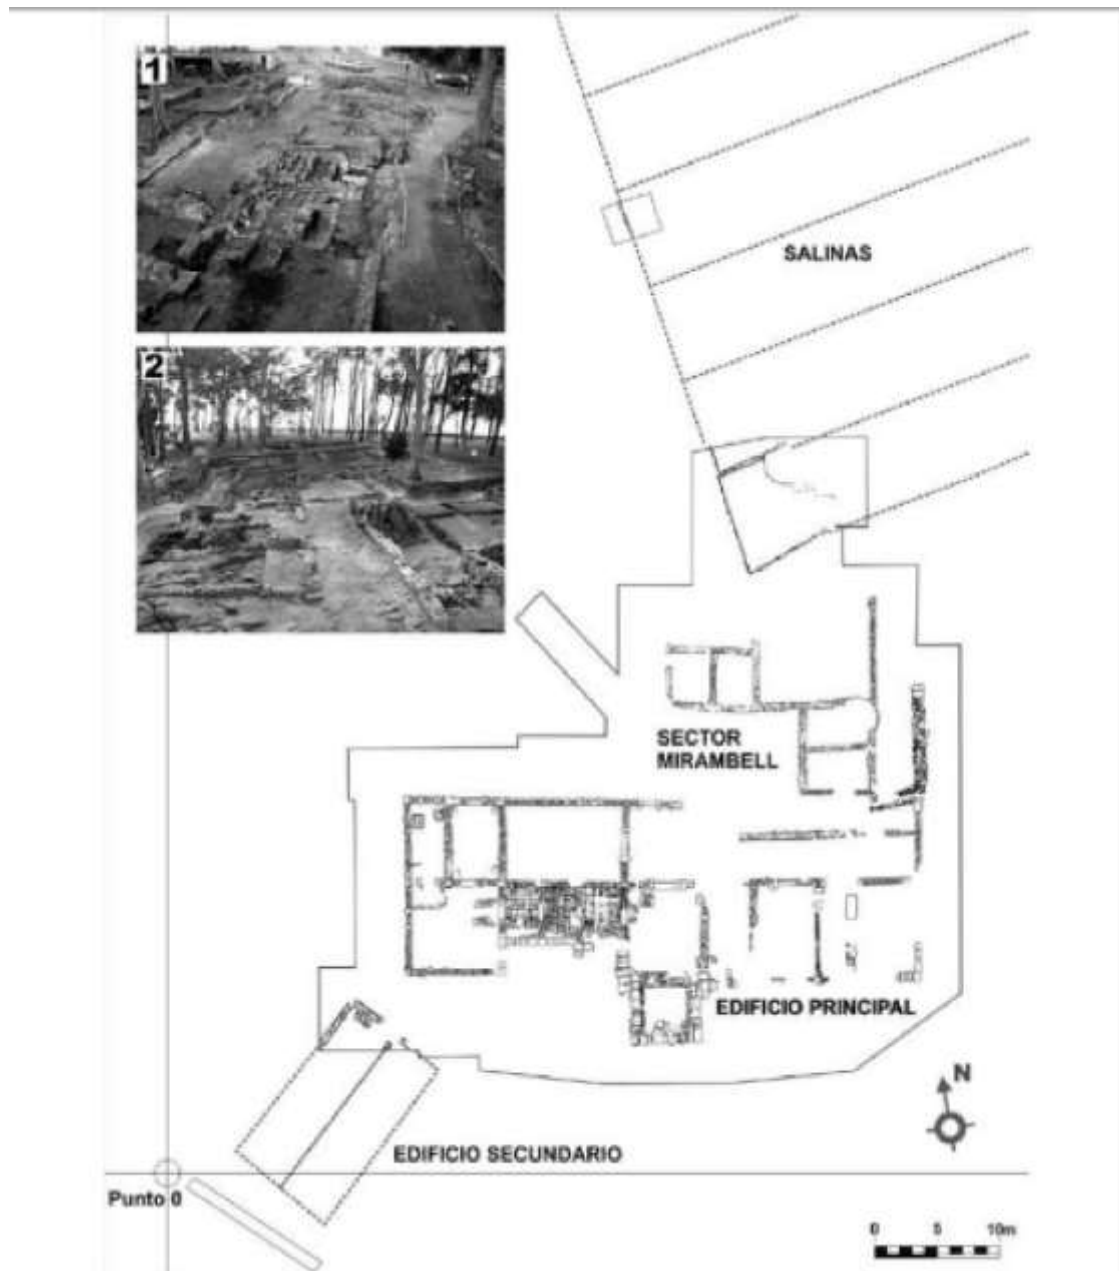 1
2
SALINAS
SECTOR
MIRAMBELL
EDIFICIO PRINCIPAL
N
EDIFICIO SECUNDARIO
Punto 0
0 5 10m